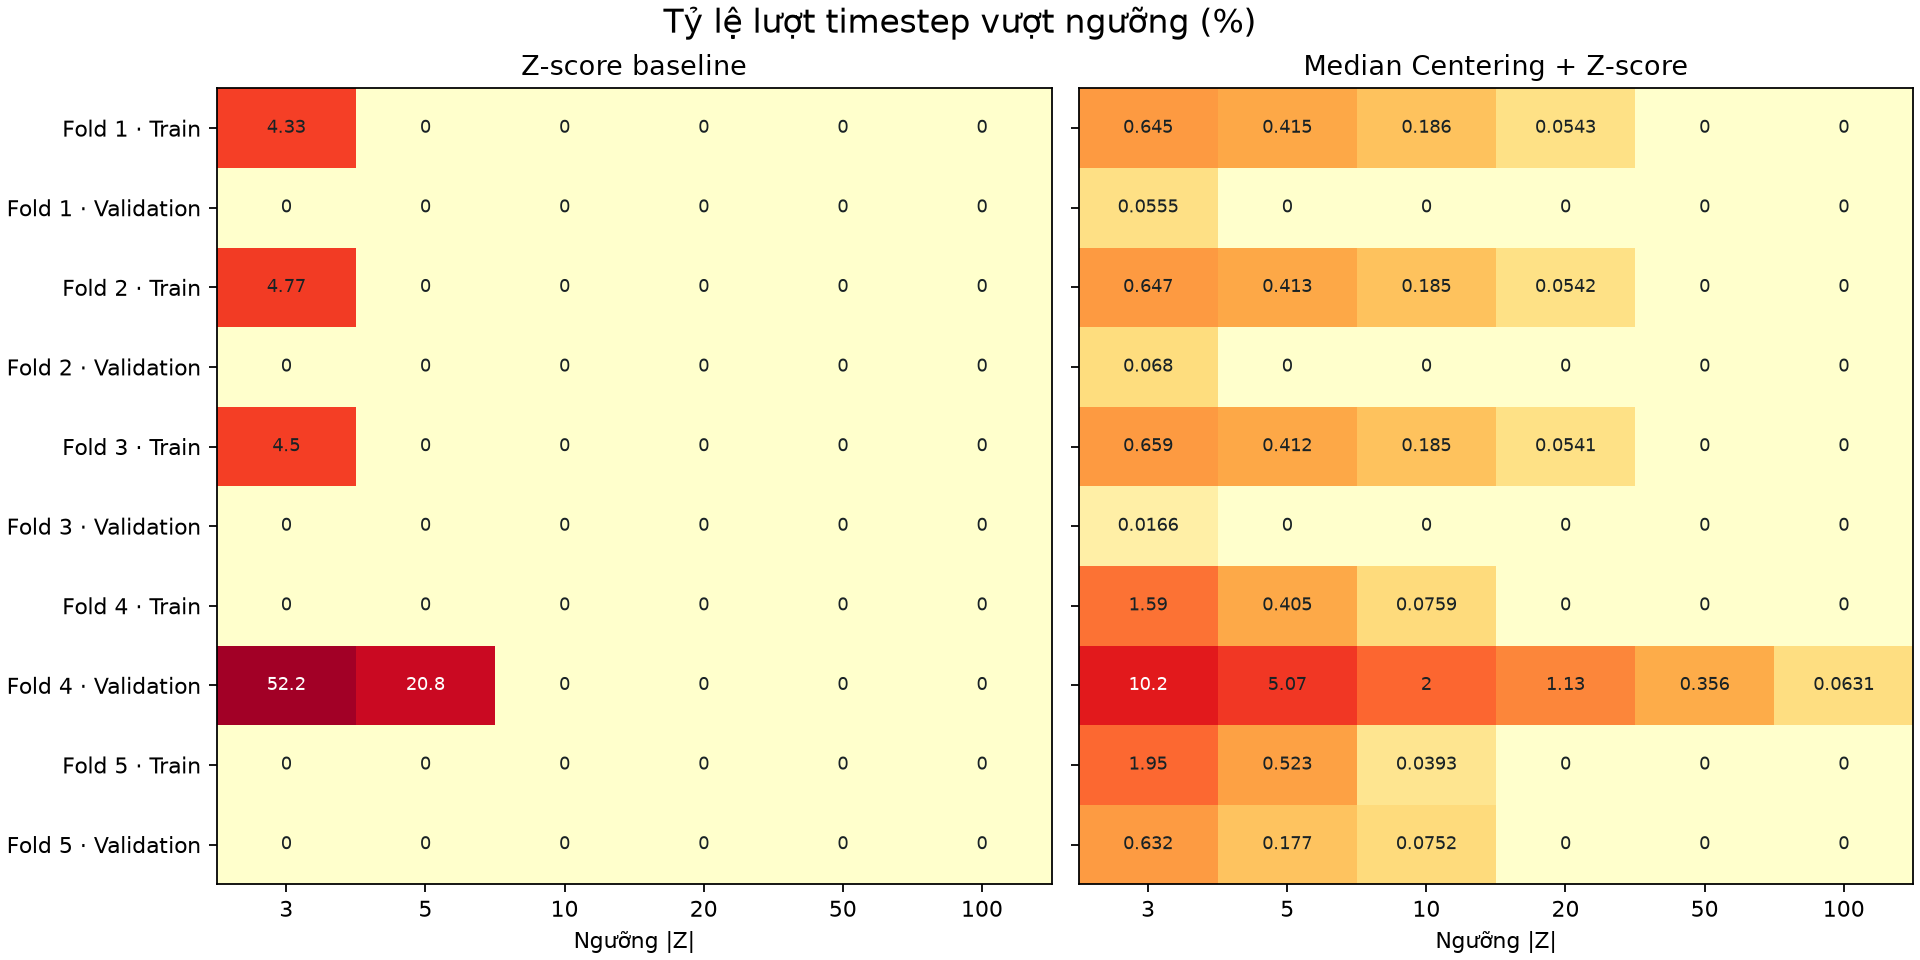 Tỷ lệ lượt timestep vượt ngưỡng (%)
Z-score baseline
Median Centering + Z-score
Fold 1 · Train 4.33 0 0 0 0 0 0.645 0.415 0.186 0.0543 0 0
Fold 1 · Validation 0 0 0 0 0 0 0.0555 0 0 0 0 0
Fold 2 · Train 4.77 0 0 0 0 0 0.647 0.413 0.185 0.0542 0 0
Fold 2 · Validation 0 0 0 0 0 0 0.068 0 0 0 0 0
Fold 3 · Train 4.5 0 0 0 0 0 0.659 0.412 0.185 0.0541 0 0
Fold 3 · Validation 0 0 0 0 0 0 0.0166 0 0 0 0 0
Fold 4 · Train 0 0 0 0 0 0 1.59 0.405 0.0759 0 0 0
Fold 4 · Validation 52.2 20.8 0 0 0 0 10.2 5.07 2 1.13 0.356 0.0631
Fold 5 · Train 0 0 0 0 0 0 1.95 0.523 0.0393 0 0 0
Fold 5 · Validation 0 0 0 0 0 0 0.632 0.177 0.0752 0 0 0
3 5 10 20 50 100 3 5 10 20 50 100
Ngưỡng |Z|
Ngưỡng |Z|